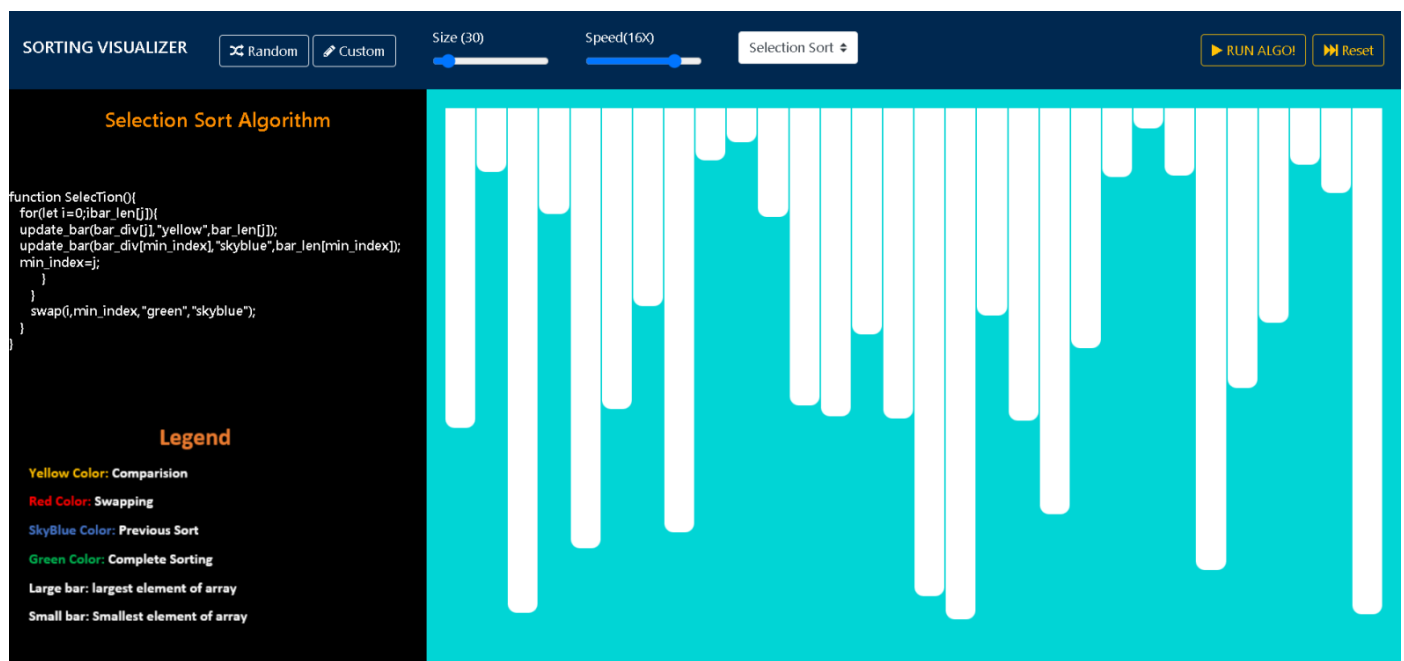 SORTING VISUALIZER
Random
Custom
Size (30)
Speed(16X)
Selection Sort
RUN ALGO!
Reset
Selection Sort Algorithm
function SelecTion(){
for(let i=0;ibar_len[j]){
update_bar(bar_div[j],"yellow",bar_len[j]);
update_bar(bar_div[min_index],"skyblue",bar_len[min_index]);
min_index=j;
}
}
swap(i,min_index,"green","skyblue");
}
}
Legend
Yellow Color: Comparision
Red Color: Swapping
SkyBlue Color: Previous Sort
Green Color: Complete Sorting
Large bar: largest element of array
Small bar: Smallest element of array